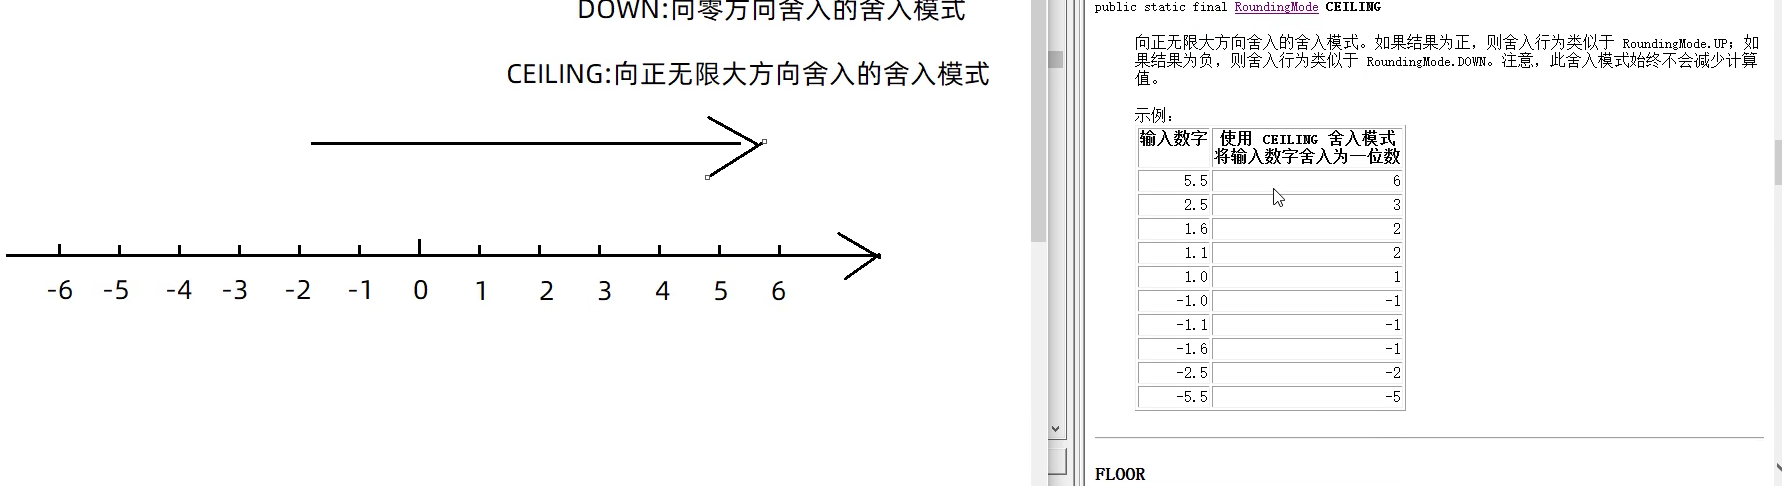 DOWN:向零方向舍入的舍入模式
CEILING:向正无限大方向舍入的舍入模式
-6 -5 -4 -3 -2 -1 0 1 2 3 4 5 6
public static final RoundingMode CEILING
向正无限大方向舍入的舍入模式。如果结果为正，则舍入行为类似于 RoundingMode.UP；如
果结果为负，则舍入行为类似于 RoundingMode.DOWN。注意，此舍入模式始终不会减少计算
值。
示例：
输入数字 使用 CEILING 舍入模式
将输入数字舍入为一位数
5.5 6
2.5 3
1.6 2
1.1 2
1.0 1
-1.0 -1
-1.1 -1
-1.6 -1
-2.5 -2
-5.5 -5
FLOOR